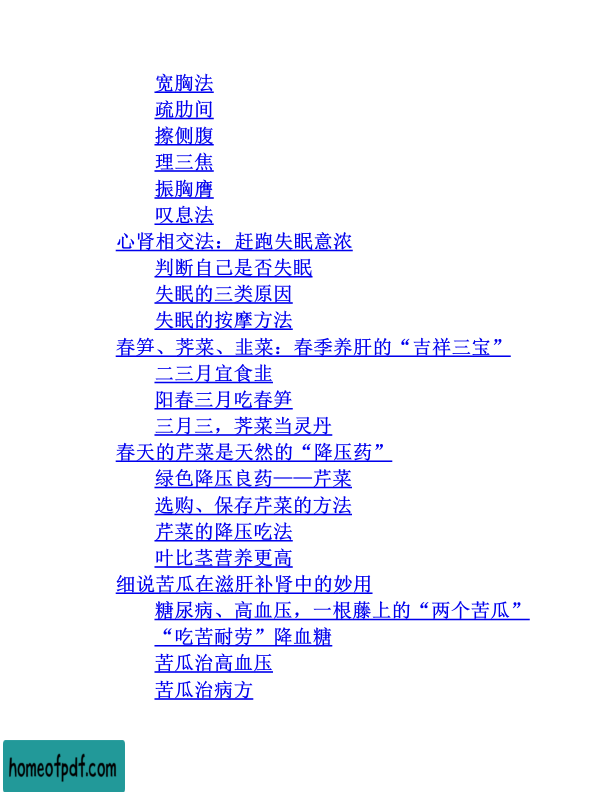 宽胸法
疏肋间
擦侧腹
理三焦
振胸膺
叹息法
心肾相交法：赶跑失眠意浓
判断自己是否失眠
失眠的三类原因
失眠的按摩方法
春笋、荠菜、韭菜：春季养肝的“吉祥三宝”
二三月宜食韭
阳春三月吃春笋
三月三，荠菜当灵丹
春天的芹菜是天然的“降压药”
绿色降压良药——芹菜
选购、保存芹菜的方法
芹菜的降压吃法
叶比茎营养更高
细说苦瓜在滋肝补肾中的妙用
糖尿病、高血压，一根藤上的“两个苦瓜”
“吃苦耐劳”降血糖
苦瓜治高血压
苦瓜治病方
homeofpdf.com